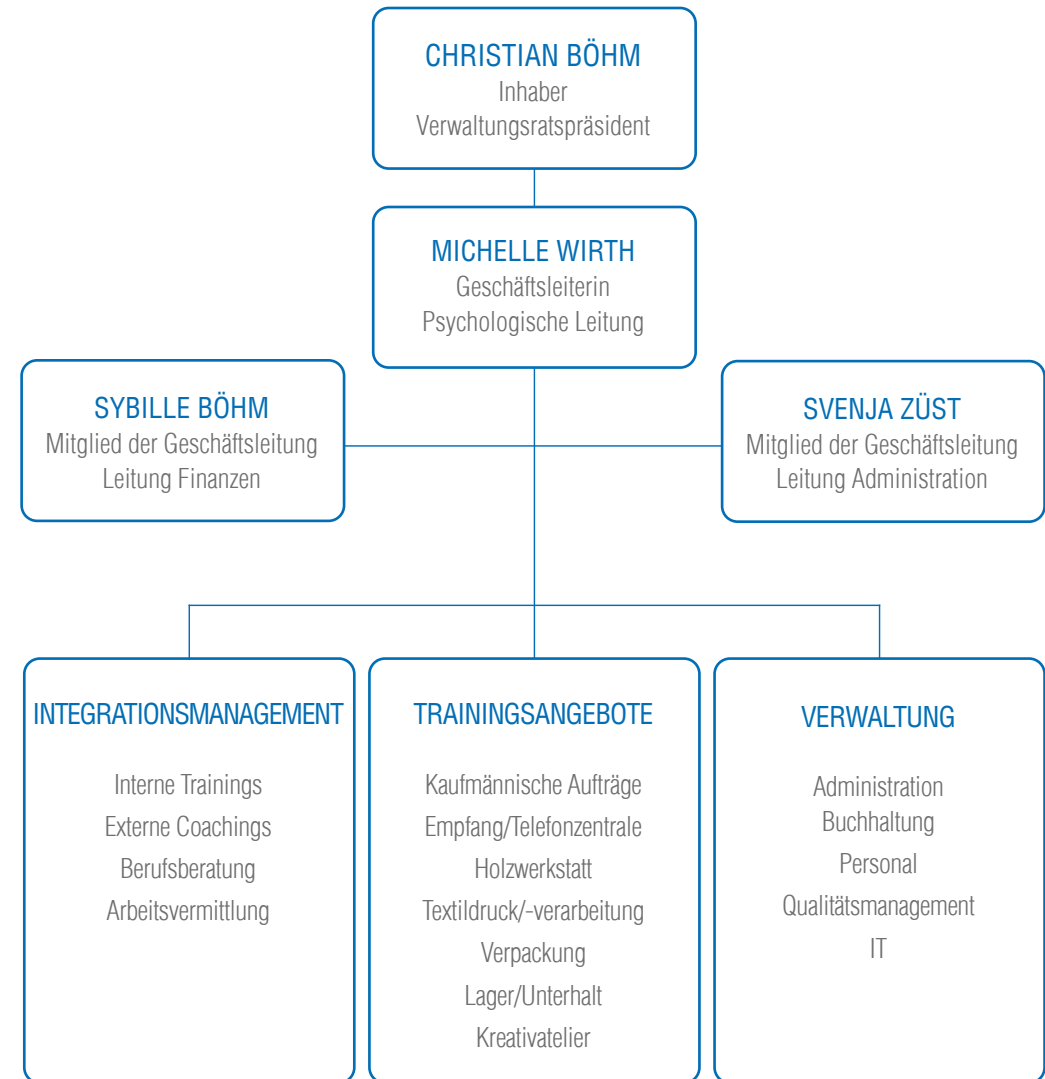 CHRISTIAN BÖHM
Inhaber
Verwaltungsratspräsident
MICHELLE WIRTH
Geschäftsleiterin
Psychologische Leitung
SYBILLE BÖHM
Mitglied der Geschäftsleitung
Leitung Finanzen
SVENJA ZÜST
Mitglied der Geschäftsleitung
Leitung Administration
INTEGRATIONSMANAGEMENT
Interne Trainings
Externe Coachings
Berufsberatung
Arbeitsvermittlung
TRAININGSANGEBOTE
Kaufmännische Aufträge
Empfang/Telefonzentrale
Holzwerkstatt
Textildruck/-verarbeitung
Verpackung
Lager/Unterhalt
Kreativatelier
VERWALTUNG
Administration
Buchhaltung
Personal
Qualitätsmanagement
IT